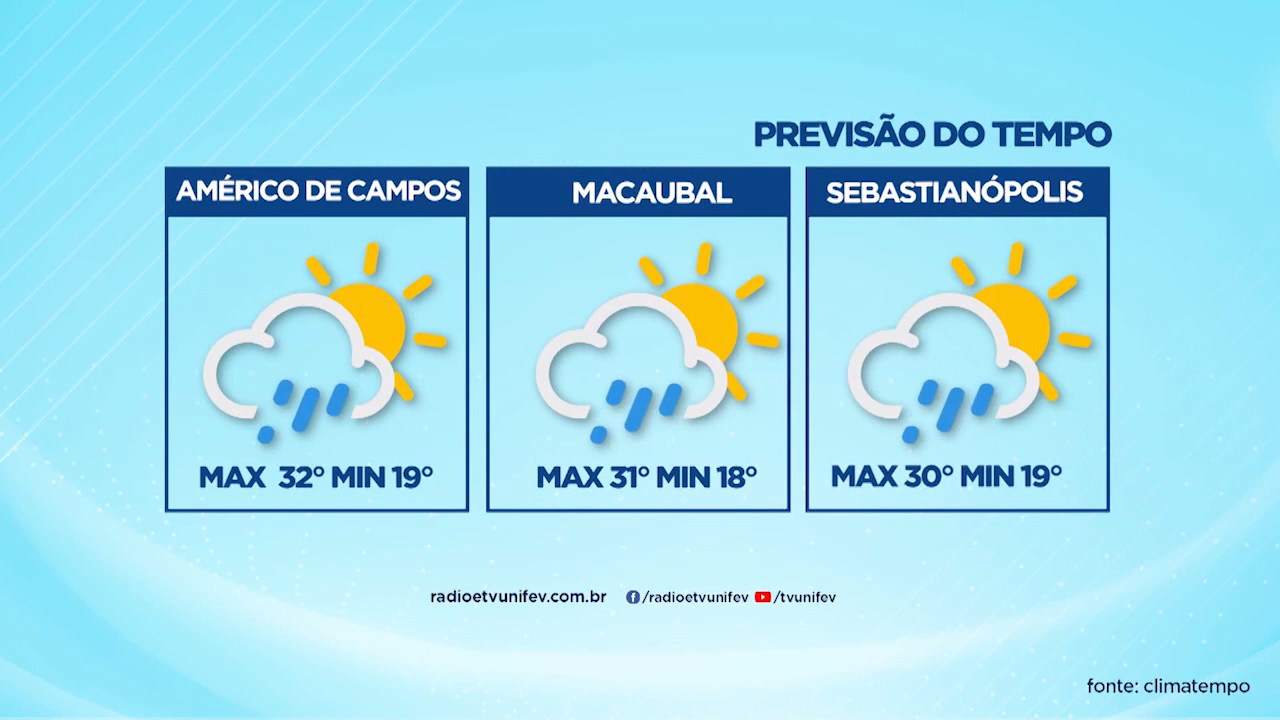 PREVISÃO DO TEMPO
AMÉRICO DE CAMPOS
MAX 32° MIN 19°
MACAUBAL
MAX 31° MIN 18°
SEBASTIANÓPOLIS
MAX 30° MIN 19°
radioetvunifev.com.br /radioetvunifev /tvunifev
fonte: climatempo